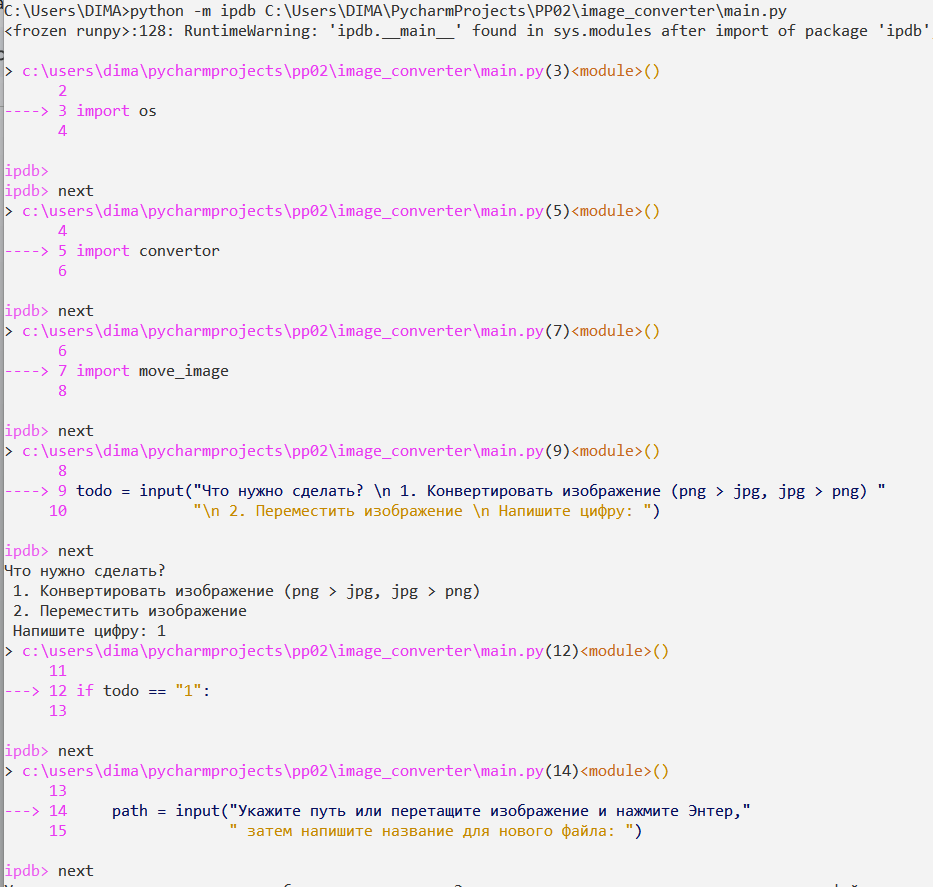 C:\Users\DIMA>python -m ipdb C:\Users\DIMA\PycharmProjects\PP02\image_converter\main.py
<frozen runpy>:128: RuntimeWarning: 'ipdb.__main__' found in sys.modules after import of package 'ipdb'
> c:\users\dima\pycharmprojects\pp02\image_converter\main.py(3)<module>()
2
----> 3 import os
4
ipdb>
ipdb> next
> c:\users\dima\pycharmprojects\pp02\image_converter\main.py(5)<module>()
4
----> 5 import convertor
6
ipdb> next
> c:\users\dima\pycharmprojects\pp02\image_converter\main.py(7)<module>()
6
----> 7 import move_image
8
ipdb> next
> c:\users\dima\pycharmprojects\pp02\image_converter\main.py(9)<module>()
8
----> 9 todo = input("Что нужно сделать? \n 1. Конвертировать изображение (png > jpg, jpg > png) "
10 "\n 2. Переместить изображение \n Напишите цифру: ")
ipdb> next
Что нужно сделать?
1. Конвертировать изображение (png > jpg, jpg > png)
2. Переместить изображение
Напишите цифру: 1
> c:\users\dima\pycharmprojects\pp02\image_converter\main.py(12)<module>()
11
---> 12 if todo == "1":
13
ipdb> next
> c:\users\dima\pycharmprojects\pp02\image_converter\main.py(14)<module>()
13
---> 14 path = input("Укажите путь или перетащите изображение и нажмите Энтер,"
15 " затем напишите название для нового файла: ")
ipdb> next